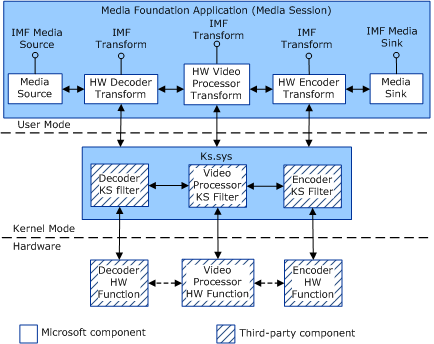 Media Foundation Application (Media Session)
IMF Media
Source
IMF
Transform
IMF
Transform
IMF
Transform
IMF Media
Sink
Media
Source
HW Decoder
Transform
HW Video
Processor
Transform
HW Encoder
Transform
Media
Sink
User Mode
Ks.sys
Decoder
KS filter
Video
Processor
KS Filter
Encoder
KS Filter
Kernel Mode
Hardware
Decoder
HW
Function
Video
Processor
HW Function
Encoder
HW
Function
Microsoft component
Third-party component